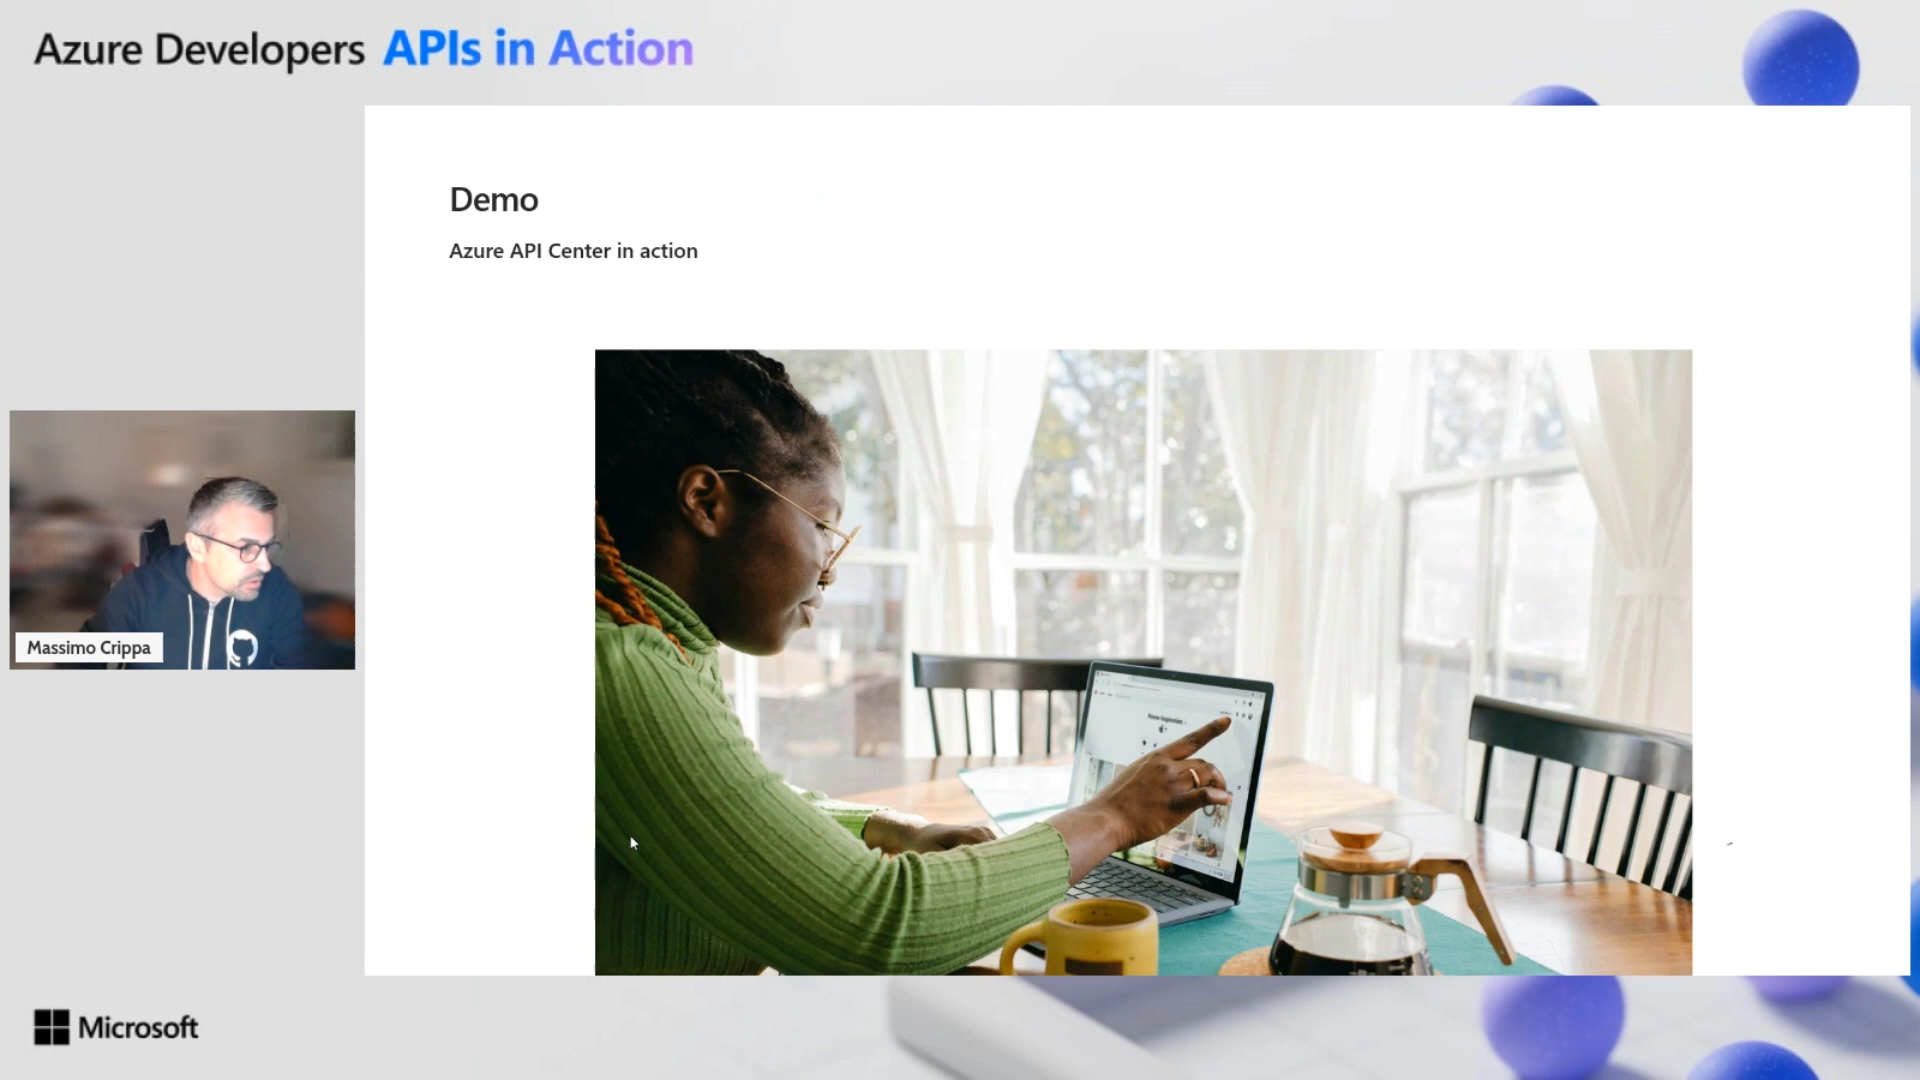 Azure Developers APIs in Action
Demo
Azure API Center in action
Massimo Crippa
Microsoft